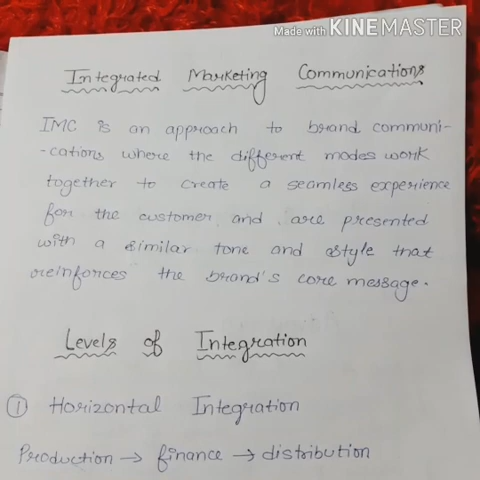 Made with KINEMASTER
Integrated Marketing Communications
IMC is an approach to brand communi-
-cations where the different modes work
together to create a seamless experience
for the customer and are presented
with a similar tone and style that
reinforces the brand's core message.
Levels of Integration
① Horizontal Integration
Production → finance → distribution